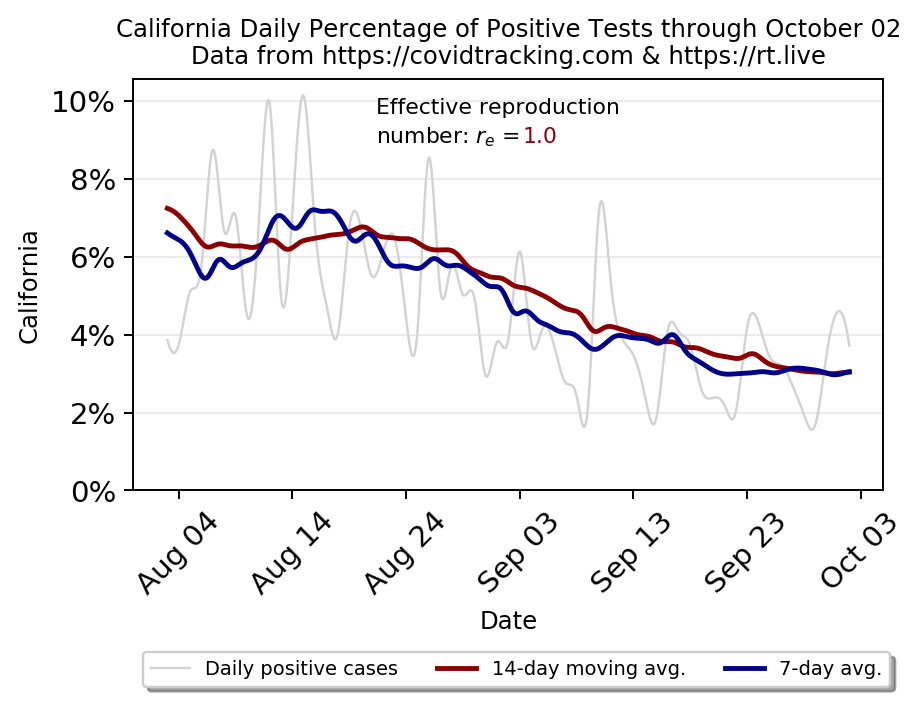 California Daily Percentage of Positive Tests through October 02
Data from https://covidtracking.com & https://rt.live
10%
Effective reproduction
number: rₑ =1.0
8%
6%
4%
2%
0%
California
Aug 04
Aug 14
Aug 24
Sep 03
Sep 13
Sep 23
Oct 03
Date
Daily positive cases
14-day moving avg.
7-day avg.